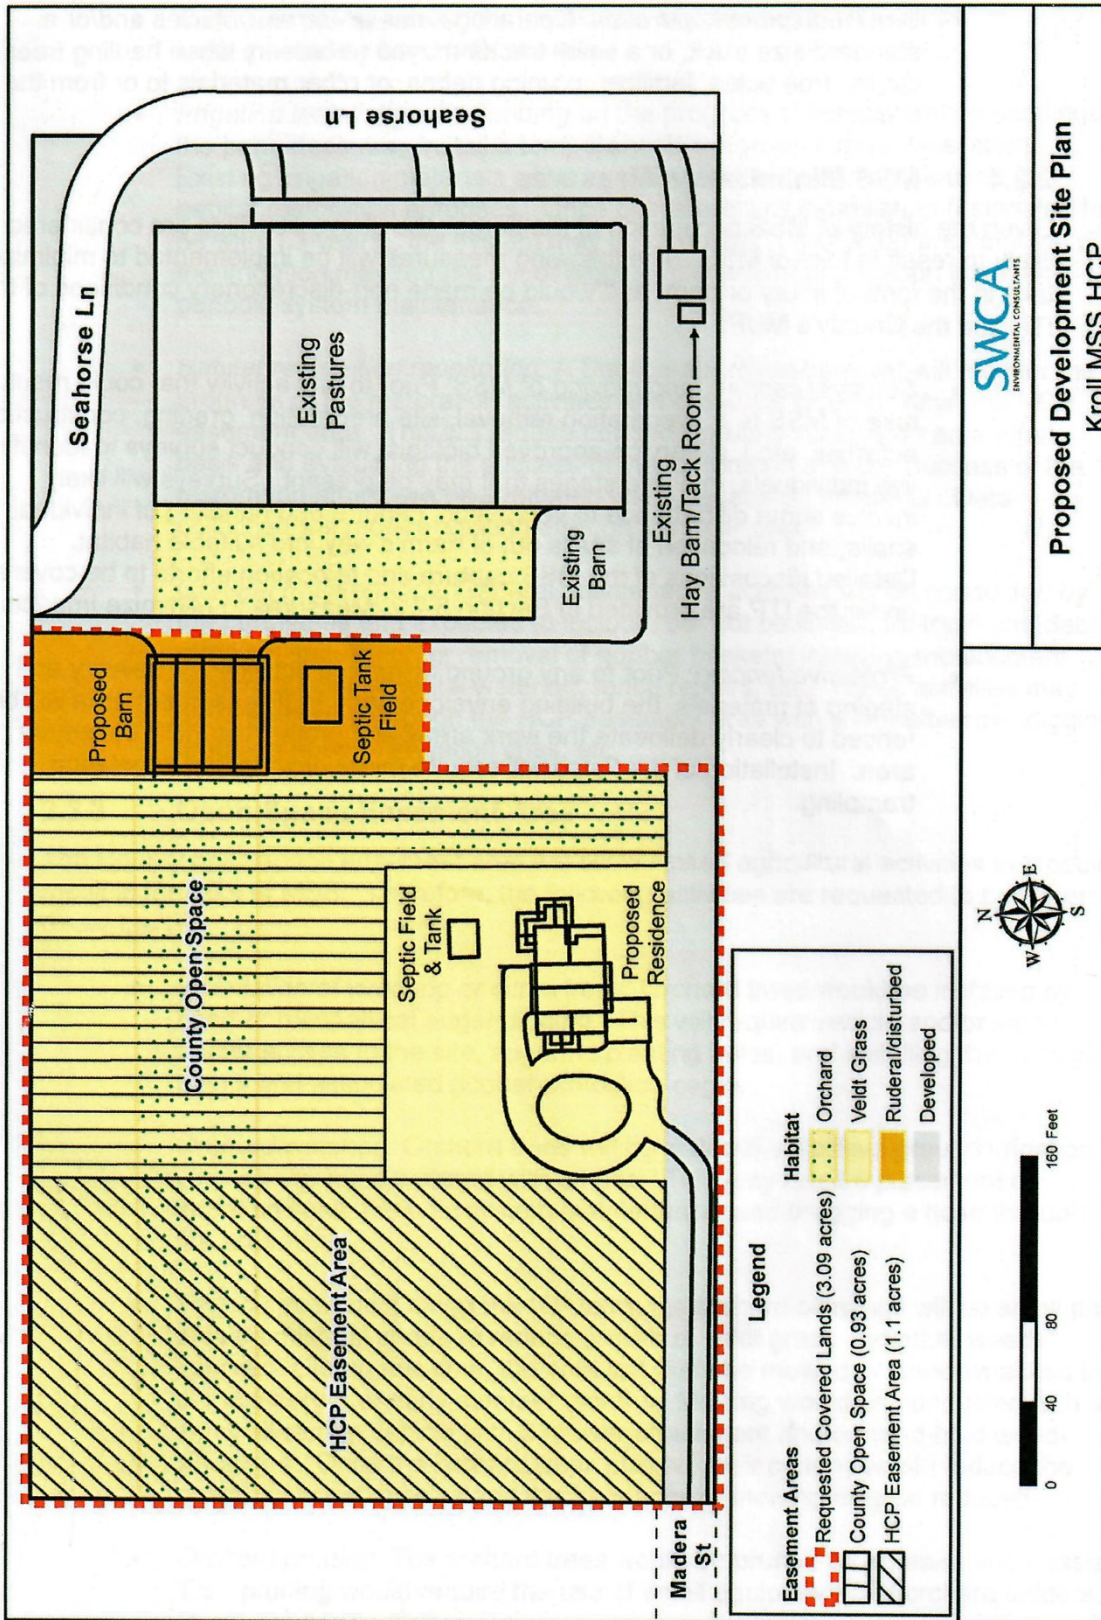 Seahorse Ln
Seahorse Ln
Existing
Pastures
Existing
Barn
Existing
Hay Barn/Tack Room
Proposed
Barn
Septic Tank
Field
County Open Space
Septic Field
& Tank
Proposed
Residence
HCP Easement Area
Madera
St
Legend
Easement Areas
Requested Covered Lands (3.09 acres)
County Open Space (0.93 acres)
HCP Easement Area (1.1 acres)
Habitat
Orchard
Veldt Grass
Ruderal/disturbed
Developed
0 40 80 160 Feet
N
W E
S
SWCA
ENVIRONMENTAL CONSULTANTS
Proposed Development Site Plan
Kroll MSS HCP